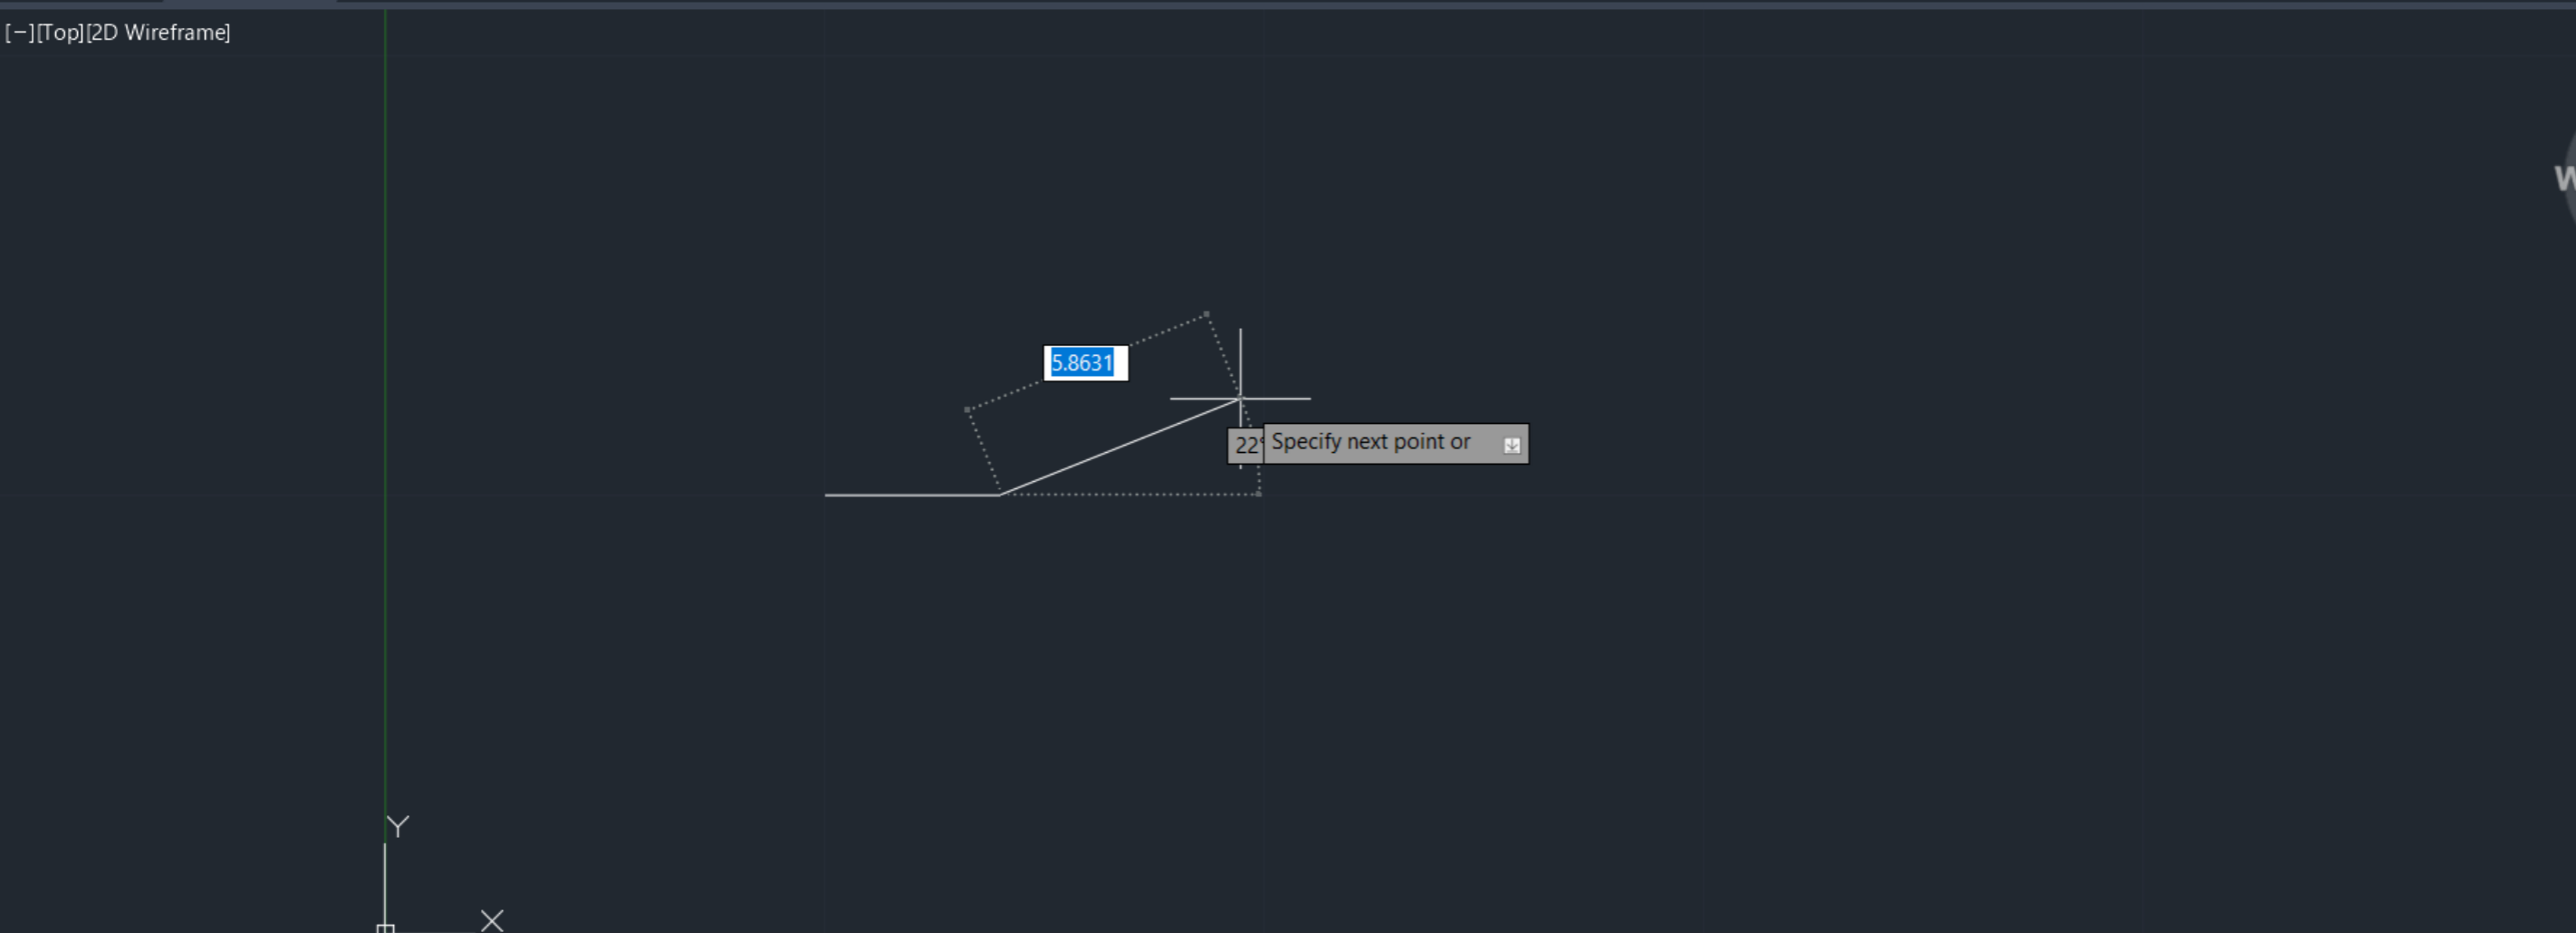 [−][Top][2D Wireframe]
W
5.8631
22° Specify next point or
Y
X